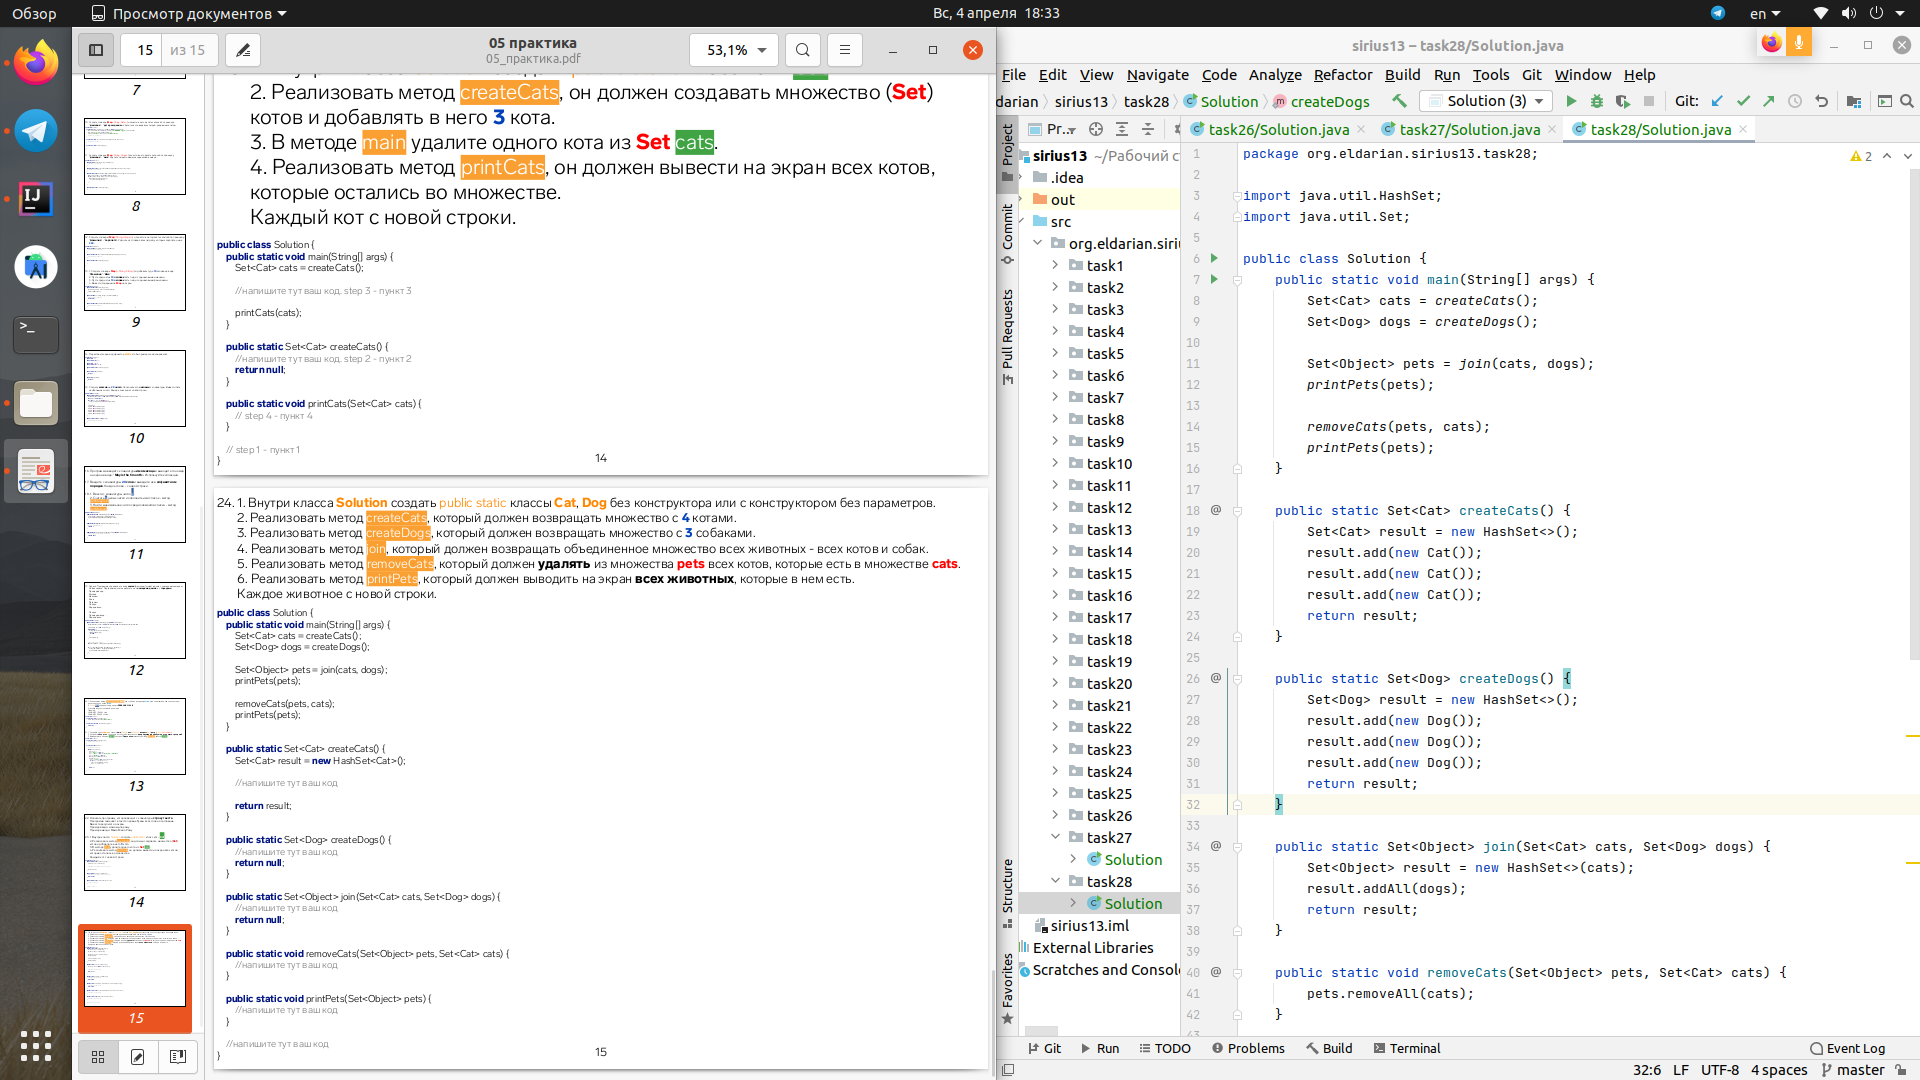 Обзор
Просмотр документов
Вс, 4 апреля 18:33
en
15
из 15
05 практика
05_практика.pdf
53,1%
7
8
9
10
11
12
13
14
15
2. Реализовать метод createCats, он должен создавать множество (Set)
котов и добавлять в него 3 кота.
3. В методе main удалите одного кота из Set cats.
4. Реализовать метод printCats, он должен вывести на экран всех котов,
которые остались во множестве.
Каждый кот с новой строки.
public class Solution {
public static void main(String[] args) {
Set<Cat> cats = createCats();
//напишите тут ваш код. step 3 - пункт 3
printCats(cats);
}
public static Set<Cat> createCats() {
//напишите тут ваш код. step 2 - пункт 2
return null;
}
public static void printCats(Set<Cat> cats) {
// step 4 - пункт 4
}
// step 1 - пункт 1
}
14
24. 1. Внутри класса Solution создать public static классы Cat, Dog без конструктора или с конструктором без параметров.
2. Реализовать метод createCats, который должен возвращать множество с 4 котами.
3. Реализовать метод createDogs, который должен возвращать множество с 3 собаками.
4. Реализовать метод join, который должен возвращать объединенное множество всех животных - всех котов и собак.
5. Реализовать метод removeCats, который должен удалять из множества pets всех котов, которые есть в множестве cats.
6. Реализовать метод printPets, который должен выводить на экран всех животных, которые в нем есть.
Каждое животное с новой строки.
public class Solution {
public static void main(String[] args) {
Set<Cat> cats = createCats();
Set<Dog> dogs = createDogs();
Set<Object> pets = join(cats, dogs);
printPets(pets);
removeCats(pets, cats);
printPets(pets);
}
public static Set<Cat> createCats() {
Set<Cat> result = new HashSet<Cat>();
//напишите тут ваш код
return result;
}
public static Set<Dog> createDogs() {
//напишите тут ваш код
return null;
}
public static Set<Object> join(Set<Cat> cats, Set<Dog> dogs) {
//напишите тут ваш код
return null;
}
public static void removeCats(Set<Object> pets, Set<Cat> cats) {
//напишите тут ваш код
}
public static void printPets(Set<Object> pets) {
//напишите тут ваш код
}
//напишите тут ваш код
}
15
sirius13 – task28/Solution.java
File Edit View Navigate Code Analyze Refactor Build Run Tools Git Window Help
darian sirius13 task28 Solution createDogs
Solution (3)
Git:
Project
Commit
Pull Requests
Structure
Favorites
Pr..
sirius13 ~/Рабочий ст
.idea
out
src
org.eldarian.siriu
task1
task2
task3
task4
task5
task6
task7
task8
task9
task10
task11
task12
task13
task14
task15
task16
task17
task18
task19
task20
task21
task22
task23
task24
task25
task26
task27
Solution
task28
Solution
sirius13.iml
External Libraries
Scratches and Consol
task26/Solution.java
task27/Solution.java
task28/Solution.java
2
1 package org.eldarian.sirius13.task28;
2
3 import java.util.HashSet;
4 import java.util.Set;
5
6 public class Solution {
7 public static void main(String[] args) {
8 Set<Cat> cats = createCats();
9 Set<Dog> dogs = createDogs();
10
11 Set<Object> pets = join(cats, dogs);
12 printPets(pets);
13
14 removeCats(pets, cats);
15 printPets(pets);
16 }
17
18 @ public static Set<Cat> createCats() {
19 Set<Cat> result = new HashSet<>();
20 result.add(new Cat());
21 result.add(new Cat());
22 result.add(new Cat());
23 return result;
24 }
25
26 @ public static Set<Dog> createDogs() {
27 Set<Dog> result = new HashSet<>();
28 result.add(new Dog());
29 result.add(new Dog());
30 result.add(new Dog());
31 return result;
32 }
33
34 @ public static Set<Object> join(Set<Cat> cats, Set<Dog> dogs) {
35 Set<Object> result = new HashSet<>(cats);
36 result.addAll(dogs);
37 return result;
38 }
39
40 @ public static void removeCats(Set<Object> pets, Set<Cat> cats) {
41 pets.removeAll(cats);
42 }
43
Git Run TODO Problems Build Terminal Event Log
32:6 LF UTF-8 4 spaces master